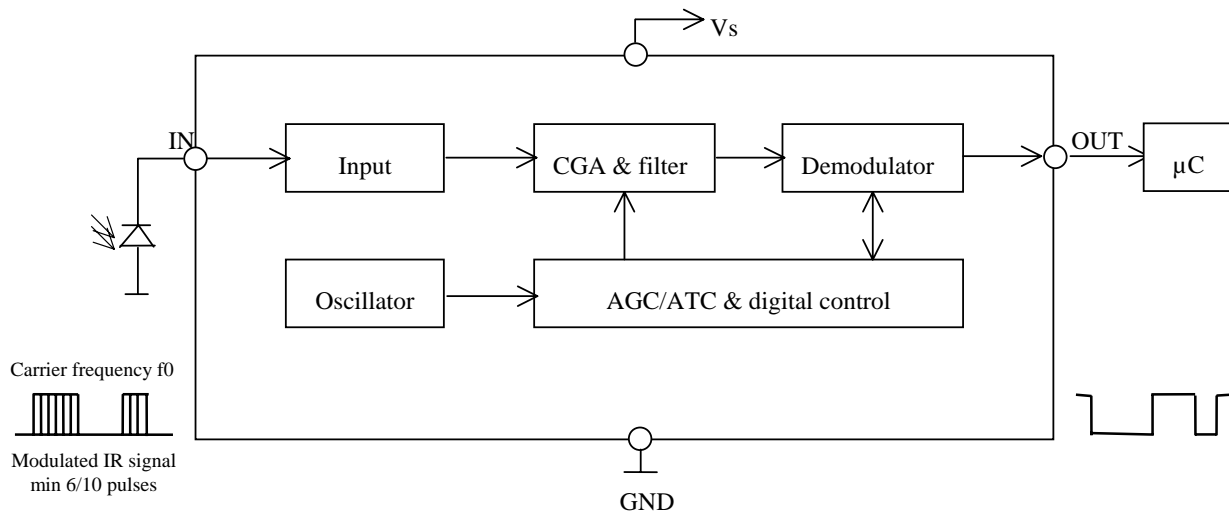 Vs
IN
Input
CGA & filter
Demodulator
OUT
µC
Oscillator
AGC/ATC & digital control
Carrier frequency f0
Modulated IR signal
min 6/10 pulses
GND